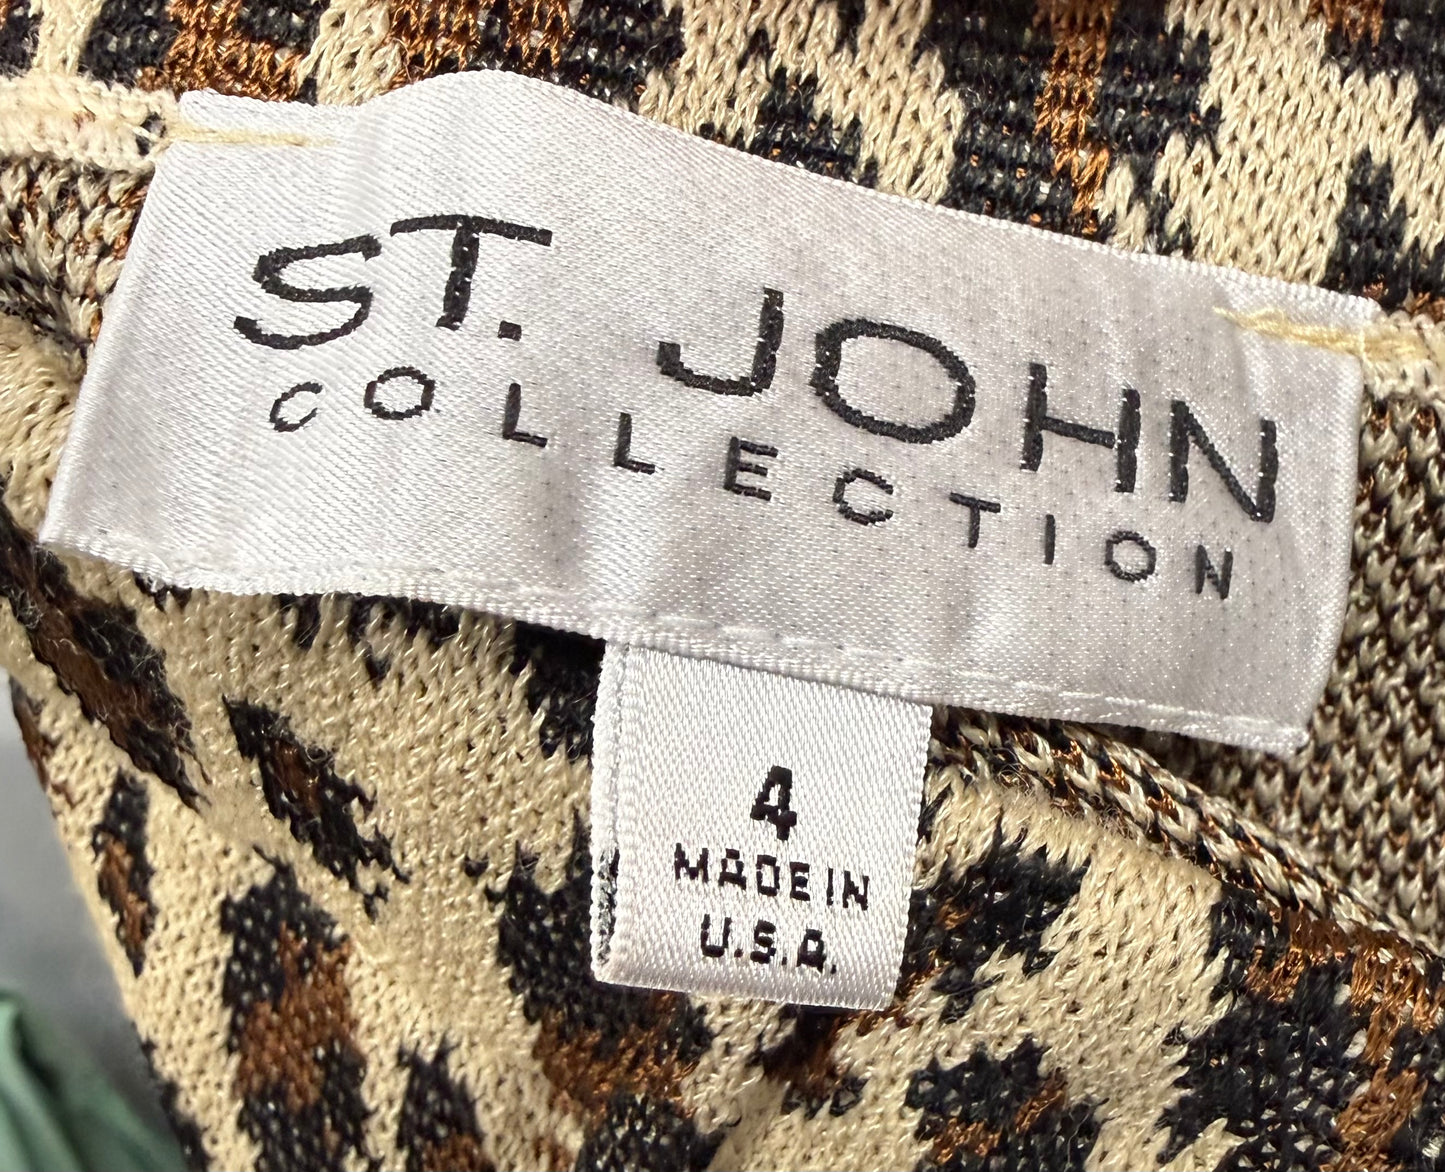 ST. JOHN
COLLECTION
4
MADE IN
U.S.A.